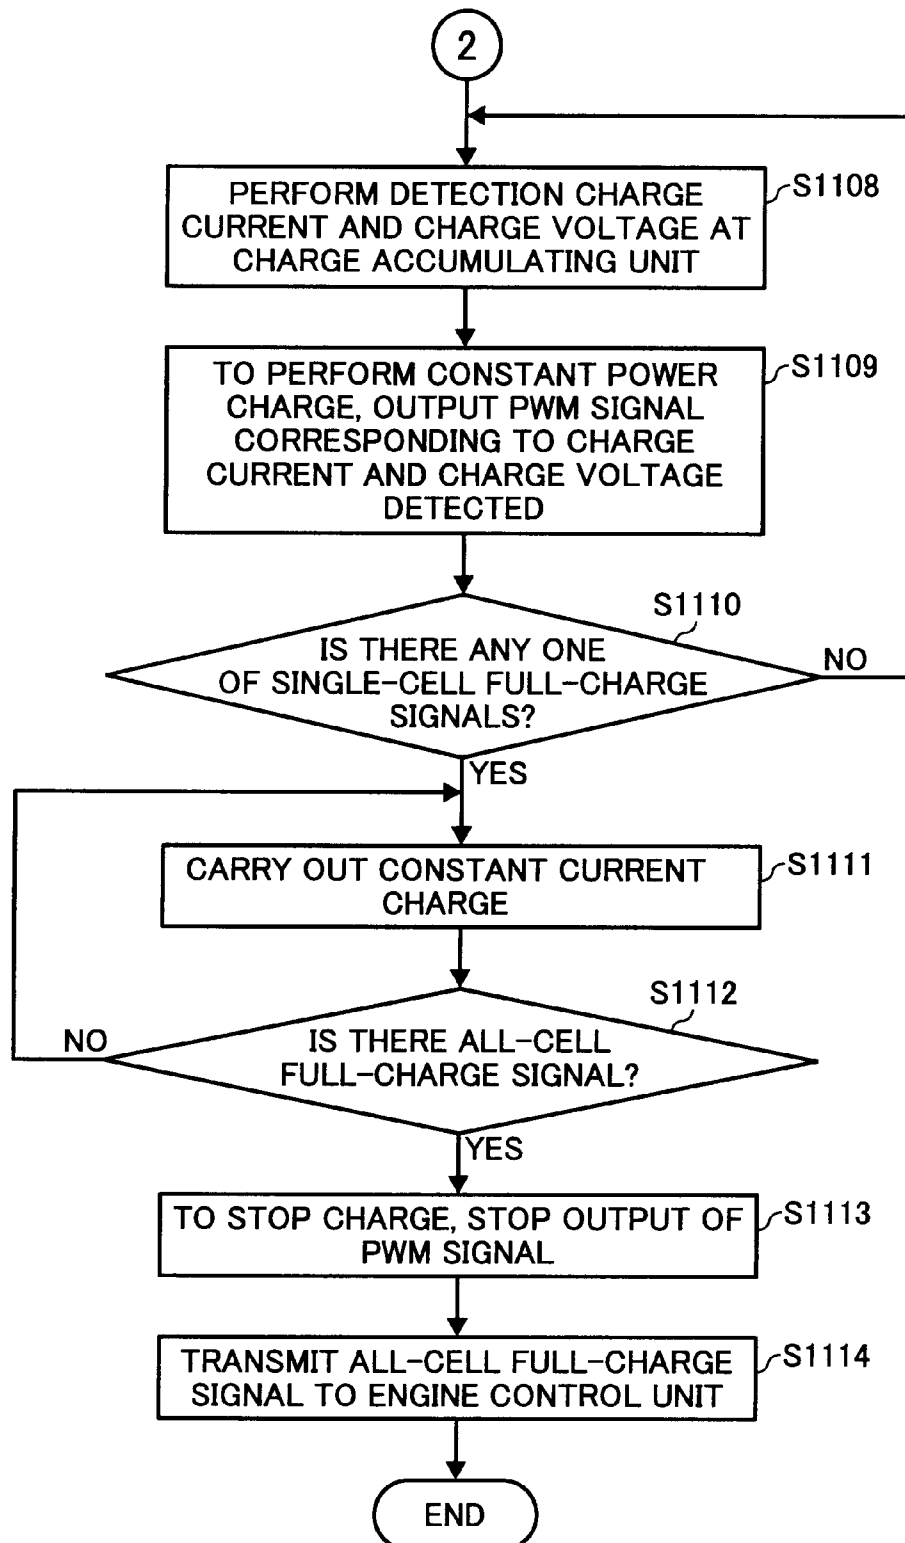 2
PERFORM DETECTION CHARGE
CURRENT AND CHARGE VOLTAGE AT
CHARGE ACCUMULATING UNIT
S1108
TO PERFORM CONSTANT POWER
CHARGE, OUTPUT PWM SIGNAL
CORRESPONDING TO CHARGE
CURRENT AND CHARGE VOLTAGE
DETECTED
S1109
S1110
IS THERE ANY ONE
OF SINGLE-CELL FULL-CHARGE
SIGNALS?
NO
YES
CARRY OUT CONSTANT CURRENT
CHARGE
S1111
S1112
NO
IS THERE ALL-CELL
FULL-CHARGE SIGNAL?
YES
TO STOP CHARGE, STOP OUTPUT OF
PWM SIGNAL
S1113
TRANSMIT ALL-CELL FULL-CHARGE
SIGNAL TO ENGINE CONTROL UNIT
S1114
END